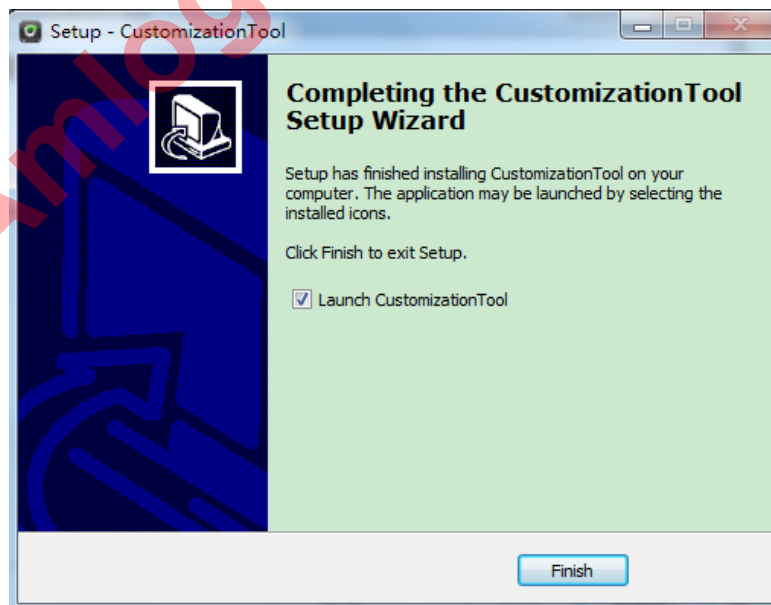 Setup - CustomizationTool
Completing the CustomizationTool
Setup Wizard
Setup has finished installing CustomizationTool on your
computer. The application may be launched by selecting the
installed icons.
Click Finish to exit Setup.
Launch CustomizationTool
Finish
Amlog